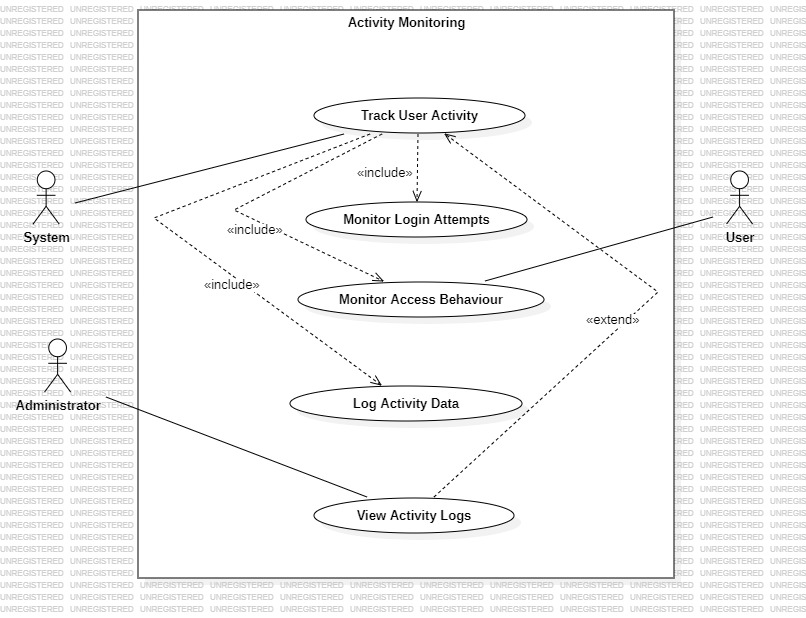 Activity Monitoring
Track User Activity
«include»
Monitor Login Attempts
System
User
«include»
«include»
Monitor Access Behaviour
«extend»
Administrator
Log Activity Data
View Activity Logs
UNREGISTERED